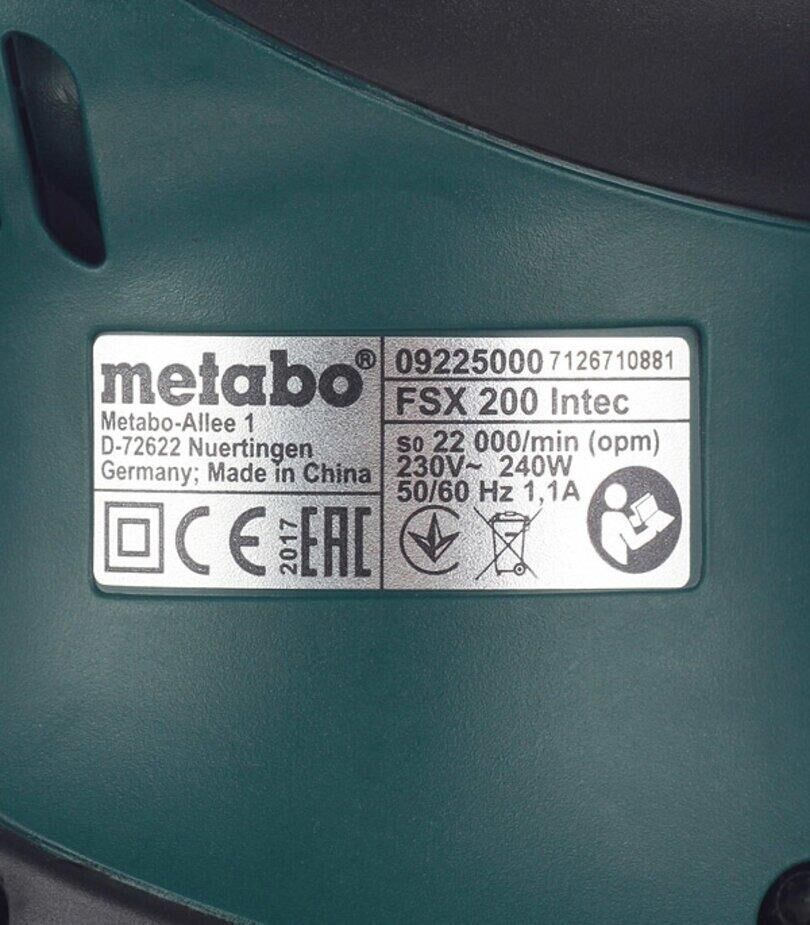 metabo®
Metabo-Allee 1
D-72622 Nuertingen
Germany; Made in China
CE
2017
EAC
09225000 7126710881
FSX 200 Intec
s₀ 22 000/min (opm)
230V~ 240W
50/60 Hz 1,1A